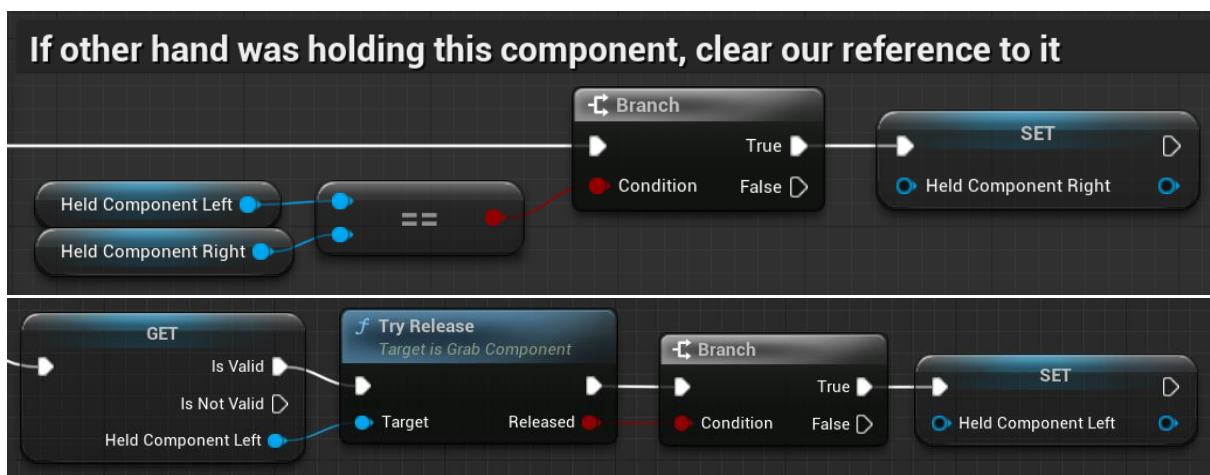 If other hand was holding this component, clear our reference to it
Branch
True
SET
Held Component Left
Condition
False
Held Component Right
==
Held Component Right
GET
Is Valid
Is Not Valid
Held Component Left
f Try Release
Target is Grab Component
Target
Released
Branch
True
Condition
False
SET
Held Component Left